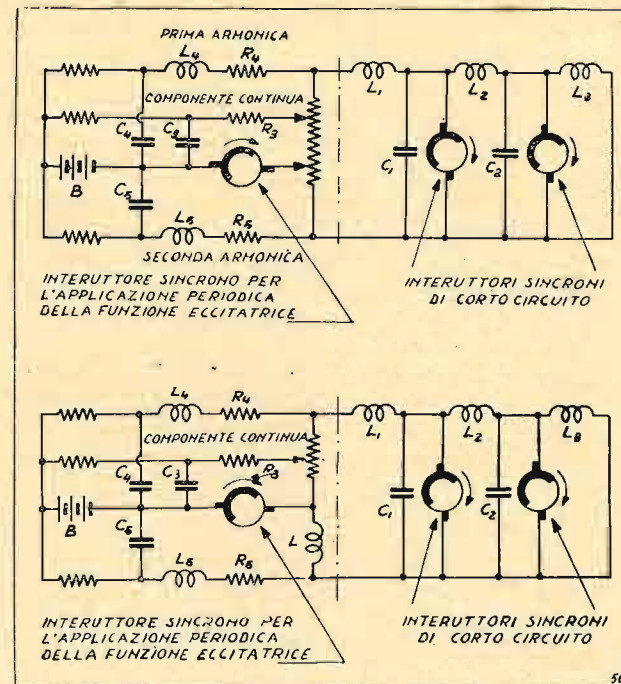 PRIMA ARMONICA
L4 R4
L1 L2 L3
COMPONENTE CONTINUA
C4 C3 R3
C1 C2
B
C5
L5 R5
SECONDA ARMONICA
INTERUTTORE SINCRONO PER
L'APPLICAZIONE PERIODICA
DELLA FUNZIONE ECCITATRICE
INTERUTTORI SINCRONI
DI CORTO CIRCUITO
L4 R4
L1 L2 L3
COMPONENTE CONTINUA
C4 C3 R3
C1 C2
B
C5
L
L5 R5
INTERUTTORE SINCRONO PER
L'APPLICAZIONE PERIODICA
DELLA FUNZIONE ECCITATRICE
INTERUTTORI SINCRONI
DI CORTO CIRCUITO